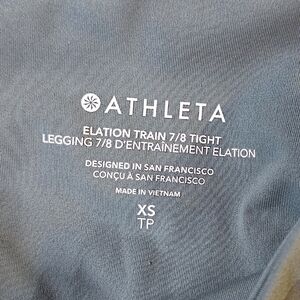 ATHLETA
ELATION TRAIN 7/8 TIGHT
LEGGING 7/8 D'ENTRAÎNEMENT ELATION
DESIGNED IN SAN FRANCISCO
CONÇU À SAN FRANCISCO
MADE IN VIETNAM
XS
TP